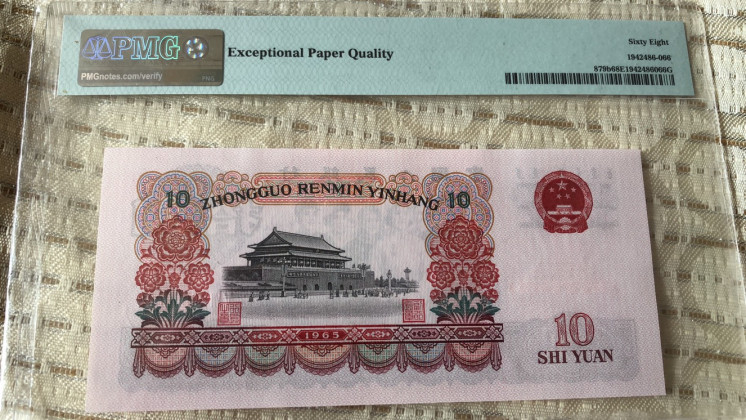 PMG
PMGnotes.com/verify
Exceptional Paper Quality
Sixty Eight
1942486-066
879b68E1942486066G
10 ZHONGGUO RENMIN YINHANG 10
1965
10
SHI YUAN